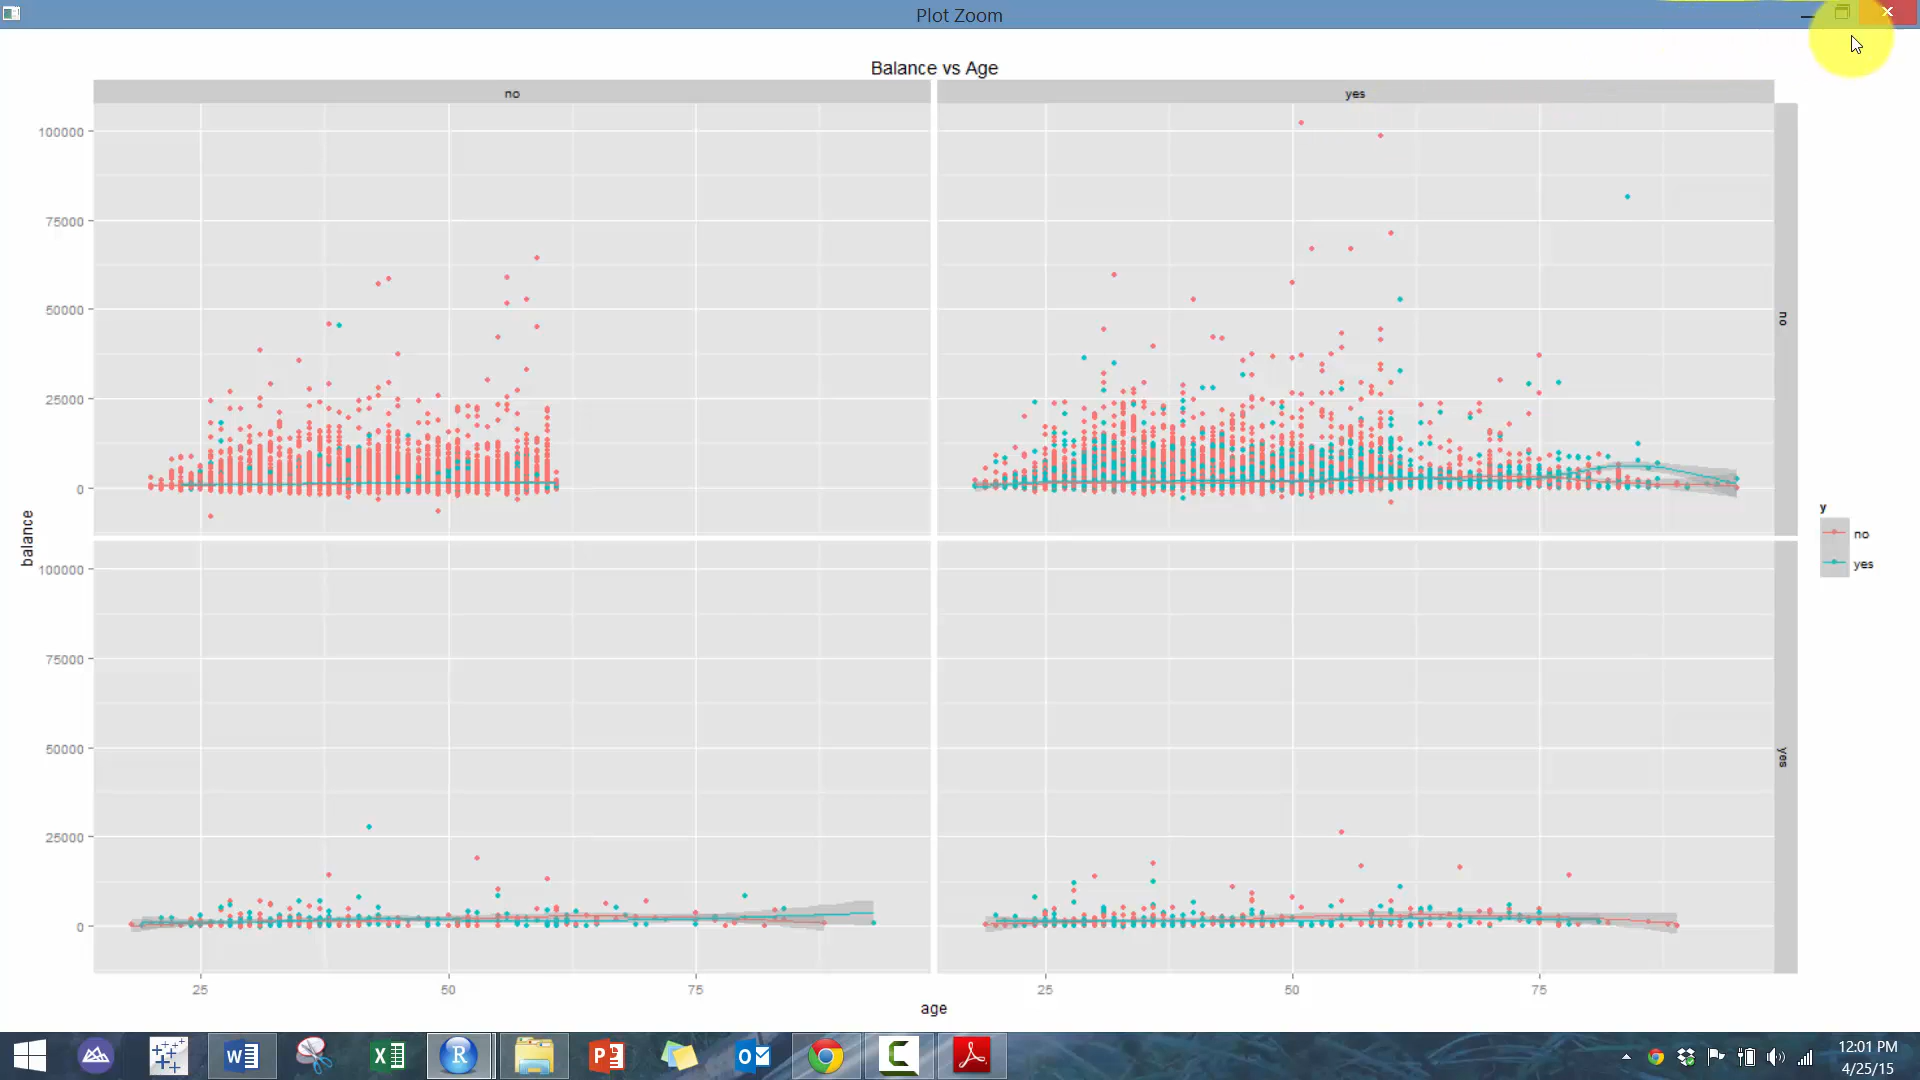 Plot Zoom
Balance vs Age
no
yes
100000
75000
50000
25000
0
no
balance
100000
75000
50000
25000
0
yes
25
50
75
25
50
75
age
y
no
yes
12:01 PM
4/25/15